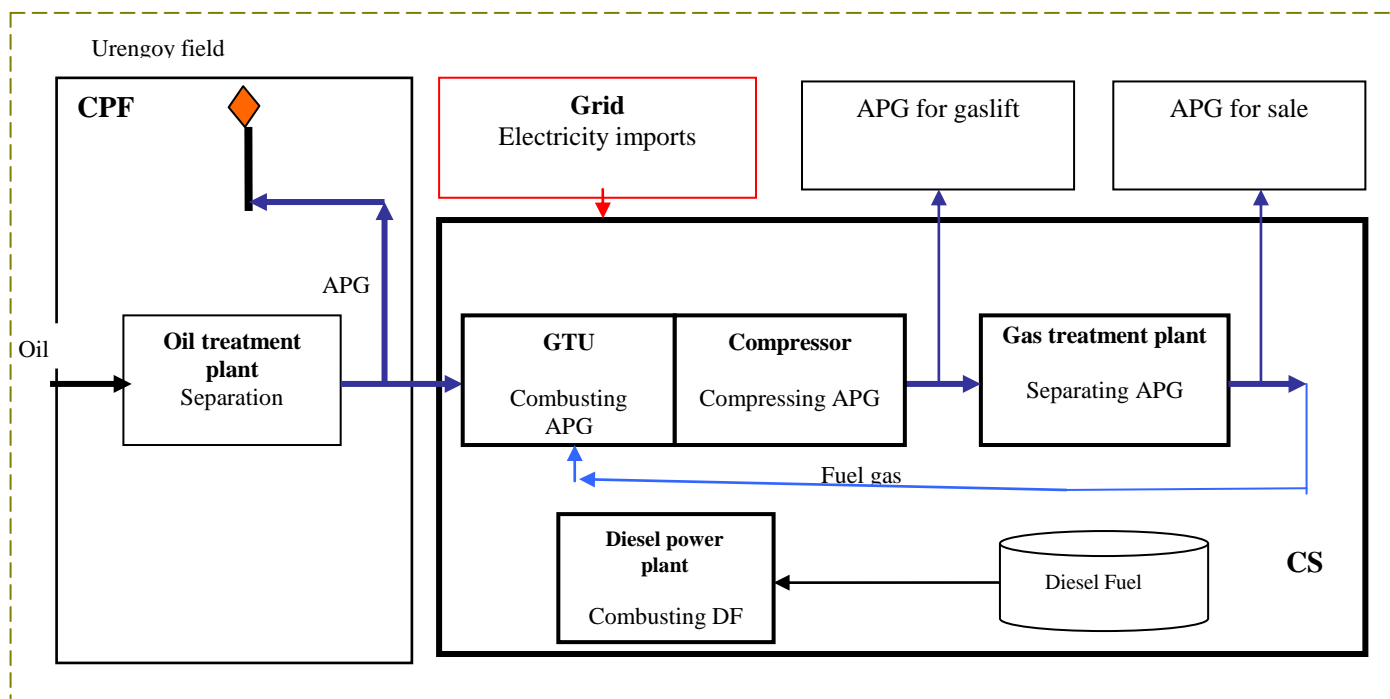 Urengoy field
CPF
Grid
Electricity imports
APG for gaslift
APG for sale
APG
Oil
Oil treatment
plant
Separation
GTU
Combusting
APG
Compressor
Compressing APG
Gas treatment plant
Separating APG
Fuel gas
Diesel power
plant
Combusting DF
Diesel Fuel
CS